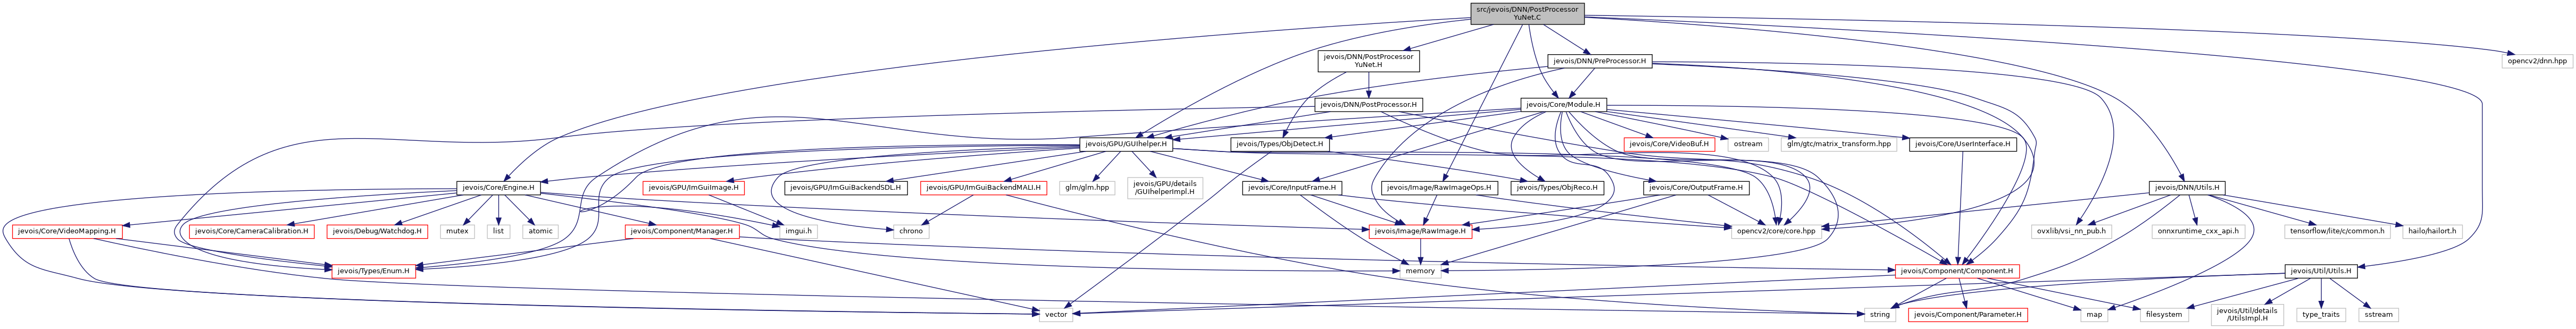 src/jevois/DNN/PostProcessor
YuNet.C
jevois/DNN/PostProcessor
YuNet.H
jevois/DNN/PreProcessor.H
opencv2/dnn.hpp
jevois/DNN/PostProcessor.H
jevois/Core/Module.H
jevois/GPU/GUIhelper.H
jevois/Types/ObjDetect.H
jevois/Core/VideoBuf.H
ostream
glm/gtc/matrix_transform.hpp
jevois/Core/UserInterface.H
jevois/Core/Engine.H
jevois/GPU/ImGuiImage.H
jevois/GPU/ImGuiBackendSDL.H
jevois/GPU/ImGuiBackendMALI.H
glm/glm.hpp
jevois/GPU/details
/GUIhelperImpl.H
jevois/Core/InputFrame.H
jevois/Image/RawImageOps.H
jevois/Types/ObjReco.H
jevois/Core/OutputFrame.H
jevois/DNN/Utils.H
jevois/Core/VideoMapping.H
jevois/Core/CameraCalibration.H
jevois/Debug/Watchdog.H
mutex
list
atomic
jevois/Component/Manager.H
imgui.h
chrono
jevois/Image/RawImage.H
opencv2/core/core.hpp
ovxlib/vsi_nn_pub.h
onnxruntime_cxx_api.h
tensorflow/lite/c/common.h
hailo/hailort.h
jevois/Types/Enum.H
memory
jevois/Component/Component.H
jevois/Util/Utils.H
vector
string
jevois/Component/Parameter.H
map
filesystem
jevois/Util/details
/UtilsImpl.H
type_traits
sstream